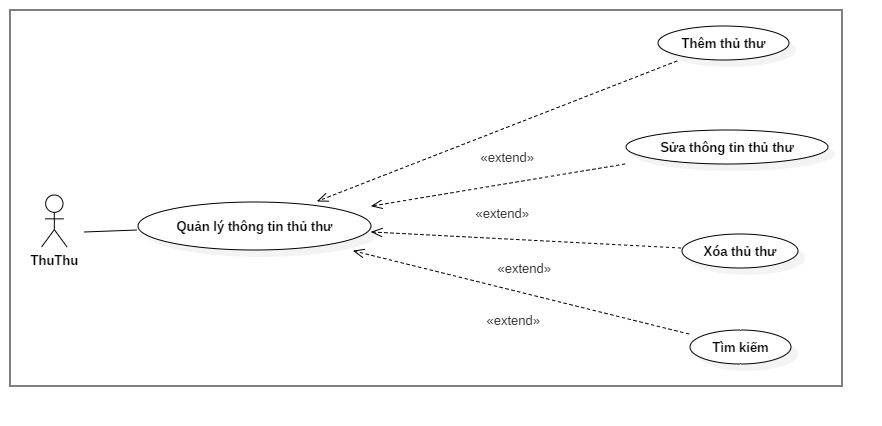 Thêm thủ thư
«extend»
Sửa thông tin thủ thư
Quản lý thông tin thủ thư
«extend»
ThuThu
Xóa thủ thư
«extend»
«extend»
Tìm kiếm